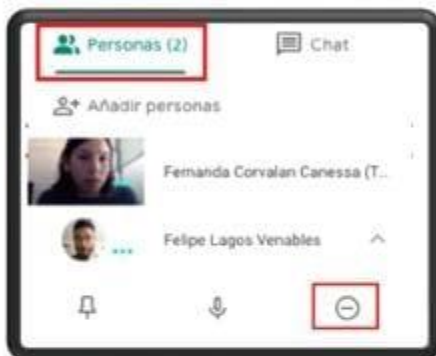 Personas (2)
Chat
Añadir personas
Fernanda Corvalan Canessa (T...
Felipe Lagos Venables